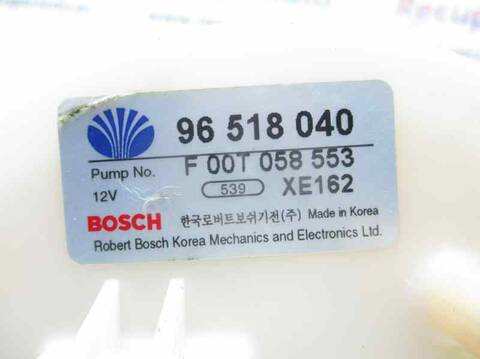 96 518 040
Pump No. F 00T 058 553
12V 539 XE162
BOSCH 한국로버트보쉬기전(주) Made in Korea
Robert Bosch Korea Mechanics and Electronics Ltd.